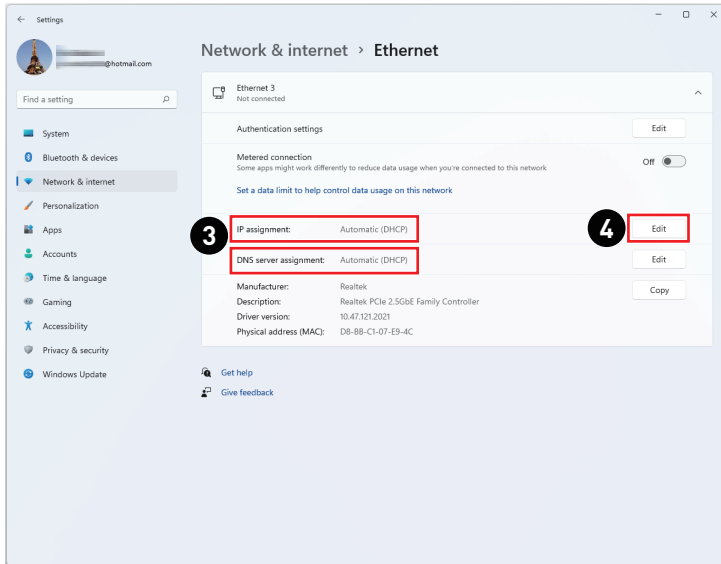 Settings
@hotmail.com
Find a setting
System
Bluetooth & devices
Network & internet
Personalization
Apps
Accounts
Time & language
Gaming
Accessibility
Privacy & security
Windows Update
Network & internet > Ethernet
Ethernet 3
Not connected
Authentication settings
Edit
Metered connection
Some apps might work differently to reduce data usage when you're connected to this network
Off
Set a data limit to help control data usage on this network
3
IP assignment: Automatic (DHCP)
4
Edit
DNS server assignment: Automatic (DHCP)
Edit
Manufacturer: Realtek
Copy
Description: Realtek PCIe 2.5GbE Family Controller
Driver version: 10.47.121.2021
Physical address (MAC): D8-BB-C1-07-E9-4C
Get help
Give feedback